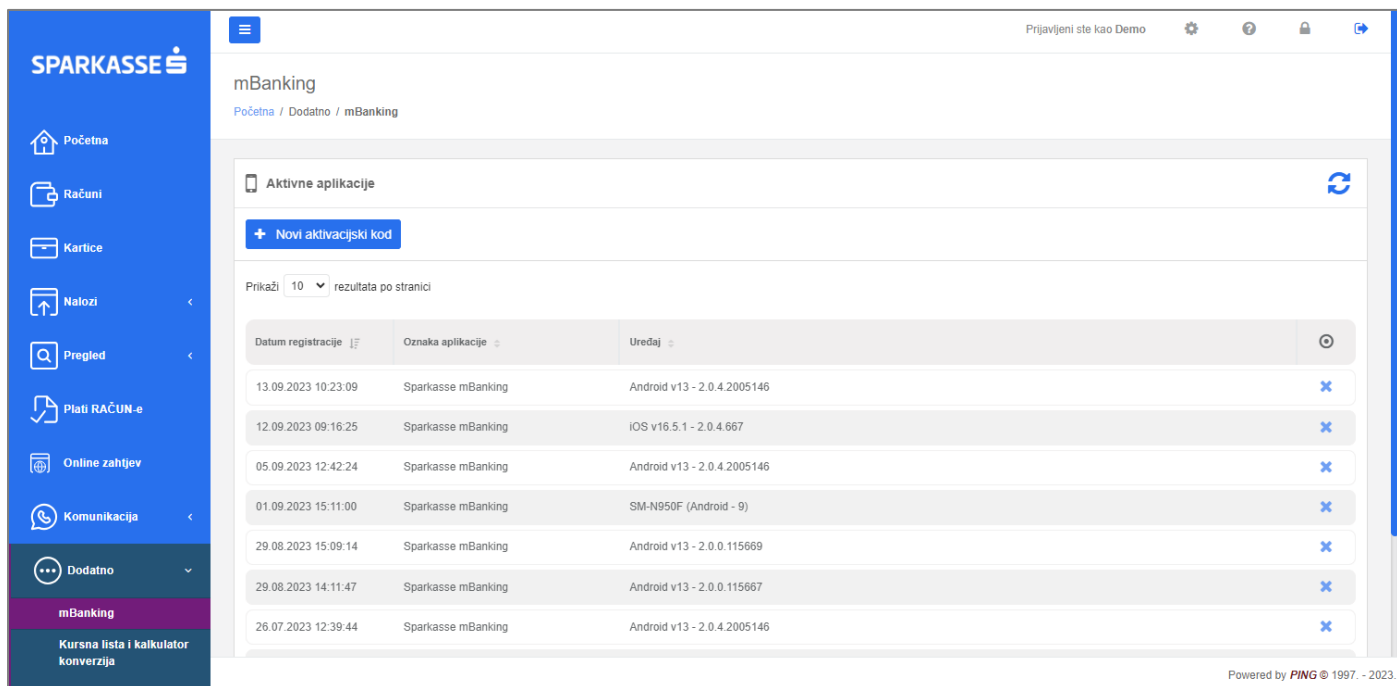 SPARKASSE
Početna
Računi
Kartice
Nalozi
Pregled
Plati RAČUN-e
Online zahtjev
Komunikacija
Dodatno
mBanking
Kursna lista i kalkulator
konverzija
Prijavljeni ste kao Demo
mBanking
Početna / Dodatno / mBanking
Aktivne aplikacije
+ Novi aktivacijski kod
Prikaži 10 rezultata po stranici
Datum registracije Oznaka aplikacije Uređaj
13.09.2023 10:23:09 Sparkasse mBanking Android v13 - 2.0.4.2005146
12.09.2023 09:16:25 Sparkasse mBanking iOS v16.5.1 - 2.0.4.667
05.09.2023 12:42:24 Sparkasse mBanking Android v13 - 2.0.4.2005146
01.09.2023 15:11:00 Sparkasse mBanking SM-N950F (Android - 9)
29.08.2023 15:09:14 Sparkasse mBanking Android v13 - 2.0.0.115669
29.08.2023 14:11:47 Sparkasse mBanking Android v13 - 2.0.0.115667
26.07.2023 12:39:44 Sparkasse mBanking Android v13 - 2.0.4.2005146
Powered by PING © 1997. - 2023.